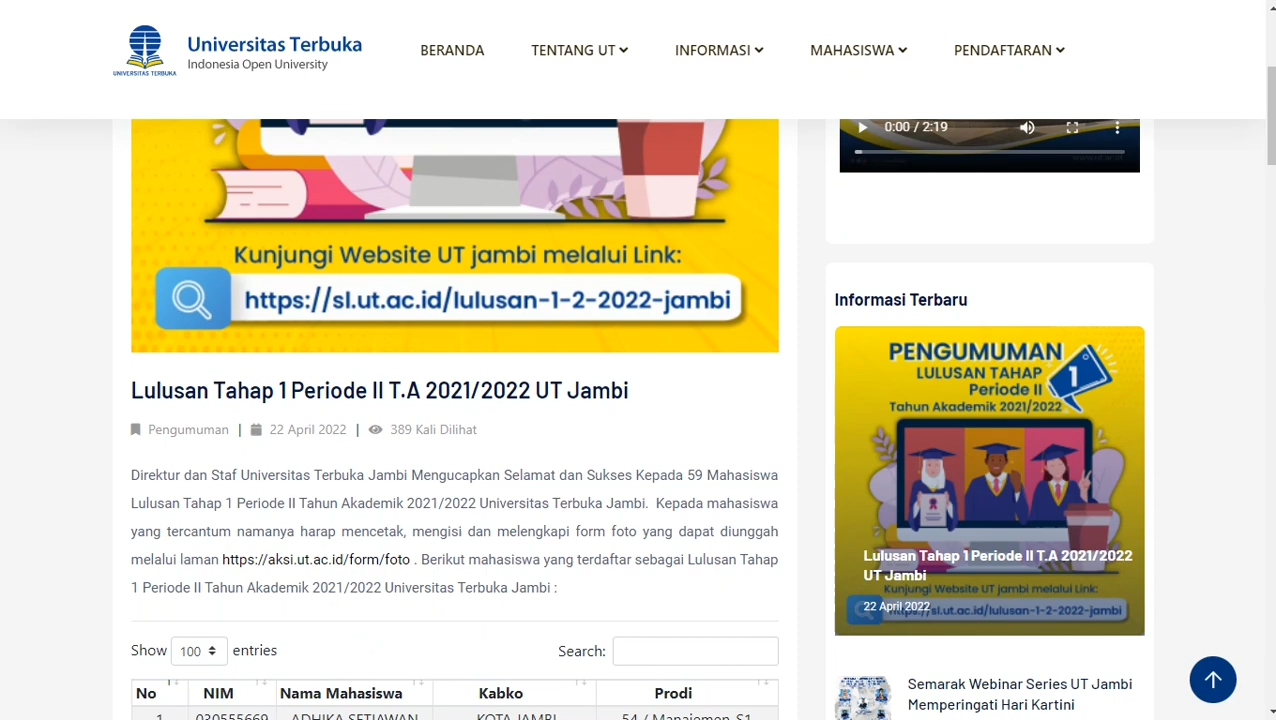 UNIVERSITAS TERBUKA
Universitas Terbuka
Indonesia Open University
BERANDA
TENTANG UT
INFORMASI
MAHASISWA
PENDAFTARAN
Kunjungi Website UT jambi melalui Link:
https://sl.ut.ac.id/lulusan-1-2-2022-jambi
Lulusan Tahap 1 Periode II T.A 2021/2022 UT Jambi
Pengumuman | 22 April 2022 | 389 Kali Dilihat
Direktur dan Staf Universitas Terbuka Jambi Mengucapkan Selamat dan Sukses Kepada 59 Mahasiswa
Lulusan Tahap 1 Periode II Tahun Akademik 2021/2022 Universitas Terbuka Jambi. Kepada mahasiswa
yang tercantum namanya harap mencetak, mengisi dan melengkapi form foto yang dapat diunggah
melalui laman https://aksi.ut.ac.id/form/foto . Berikut mahasiswa yang terdaftar sebagai Lulusan Tahap
1 Periode II Tahun Akademik 2021/2022 Universitas Terbuka Jambi :
Show 100 entries
Search:
No NIM Nama Mahasiswa Kabko Prodi
1 030555669 ADHIKA SETIAWAN KOTA JAMBI 54 / Manajemen-S1
0:00 / 2:19
Informasi Terbaru
PENGUMUMAN
LULUSAN TAHAP 1
Periode II
Tahun Akademik 2021/2022
Lulusan Tahap 1 Periode II T.A 2021/2022
UT Jambi
Kunjungi Website UT jambi melalui Link:
22 April 2022
https://sl.ut.ac.id/lulusan-1-2-2022-jambi
Semarak Webinar Series UT Jambi
Memperingati Hari Kartini